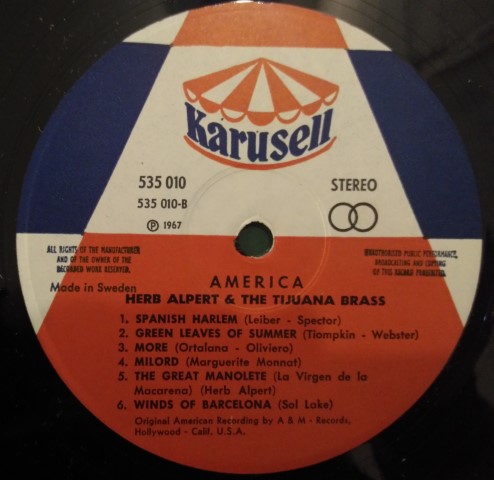 Karusell
535 010
535 010-B
℗ 1967
STEREO
ALL RIGHTS OF THE MANUFACTURER
AND OF THE OWNER OF THE
RECORDED WORK RESERVED.
UNAUTHORISED PUBLIC PERFORMANCE,
BROADCASTING AND COPYING
OF THIS RECORD PROHIBITED.
Made in Sweden
AMERICA
HERB ALPERT & THE TIJUANA BRASS
1. SPANISH HARLEM (Leiber - Spector)
2. GREEN LEAVES OF SUMMER (Tiompkin - Webster)
3. MORE (Ortalana - Oliviero)
4. MILORD (Marguerite Monnat)
5. THE GREAT MANOLETE (La Virgen de la
Macarena) (Herb Alpert)
6. WINDS OF BARCELONA (Sol Lake)
Original American Recording by A & M - Records,
Hollywood - Calif. U.S.A.